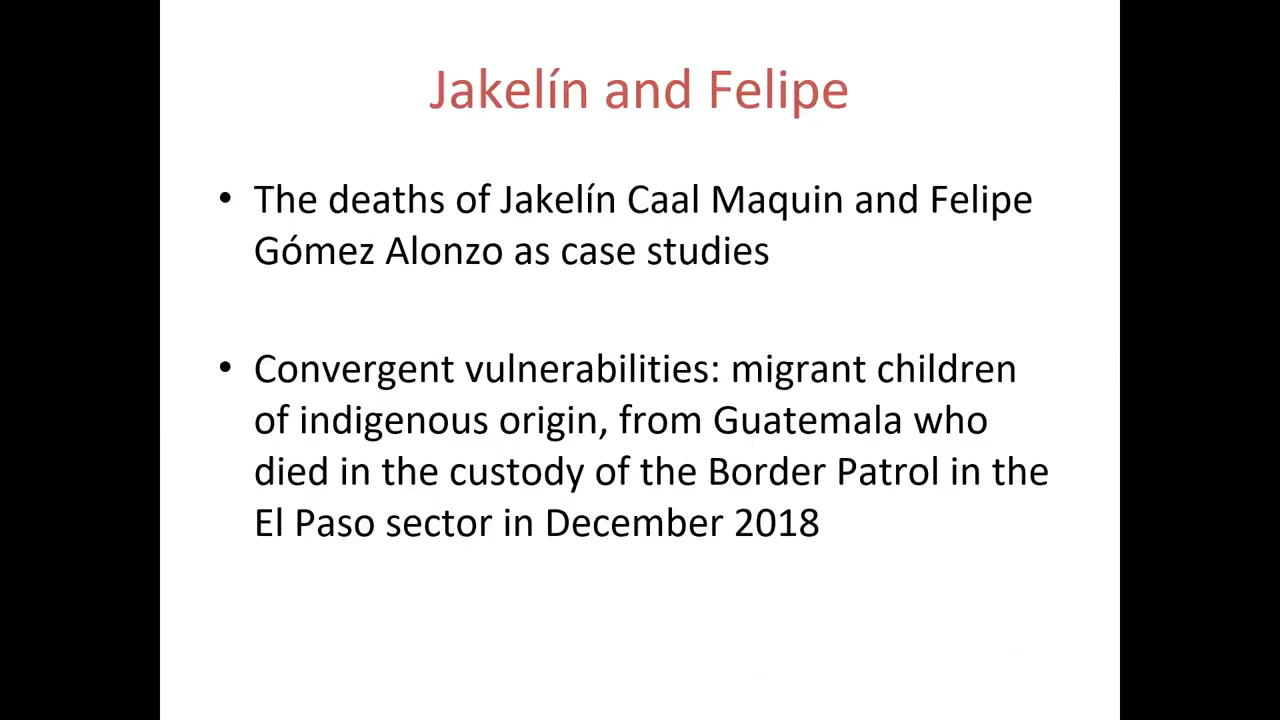 Jakelín and Felipe
• The deaths of Jakelín Caal Maquin and Felipe
Gómez Alonzo as case studies
• Convergent vulnerabilities: migrant children
of indigenous origin, from Guatemala who
died in the custody of the Border Patrol in the
El Paso sector in December 2018